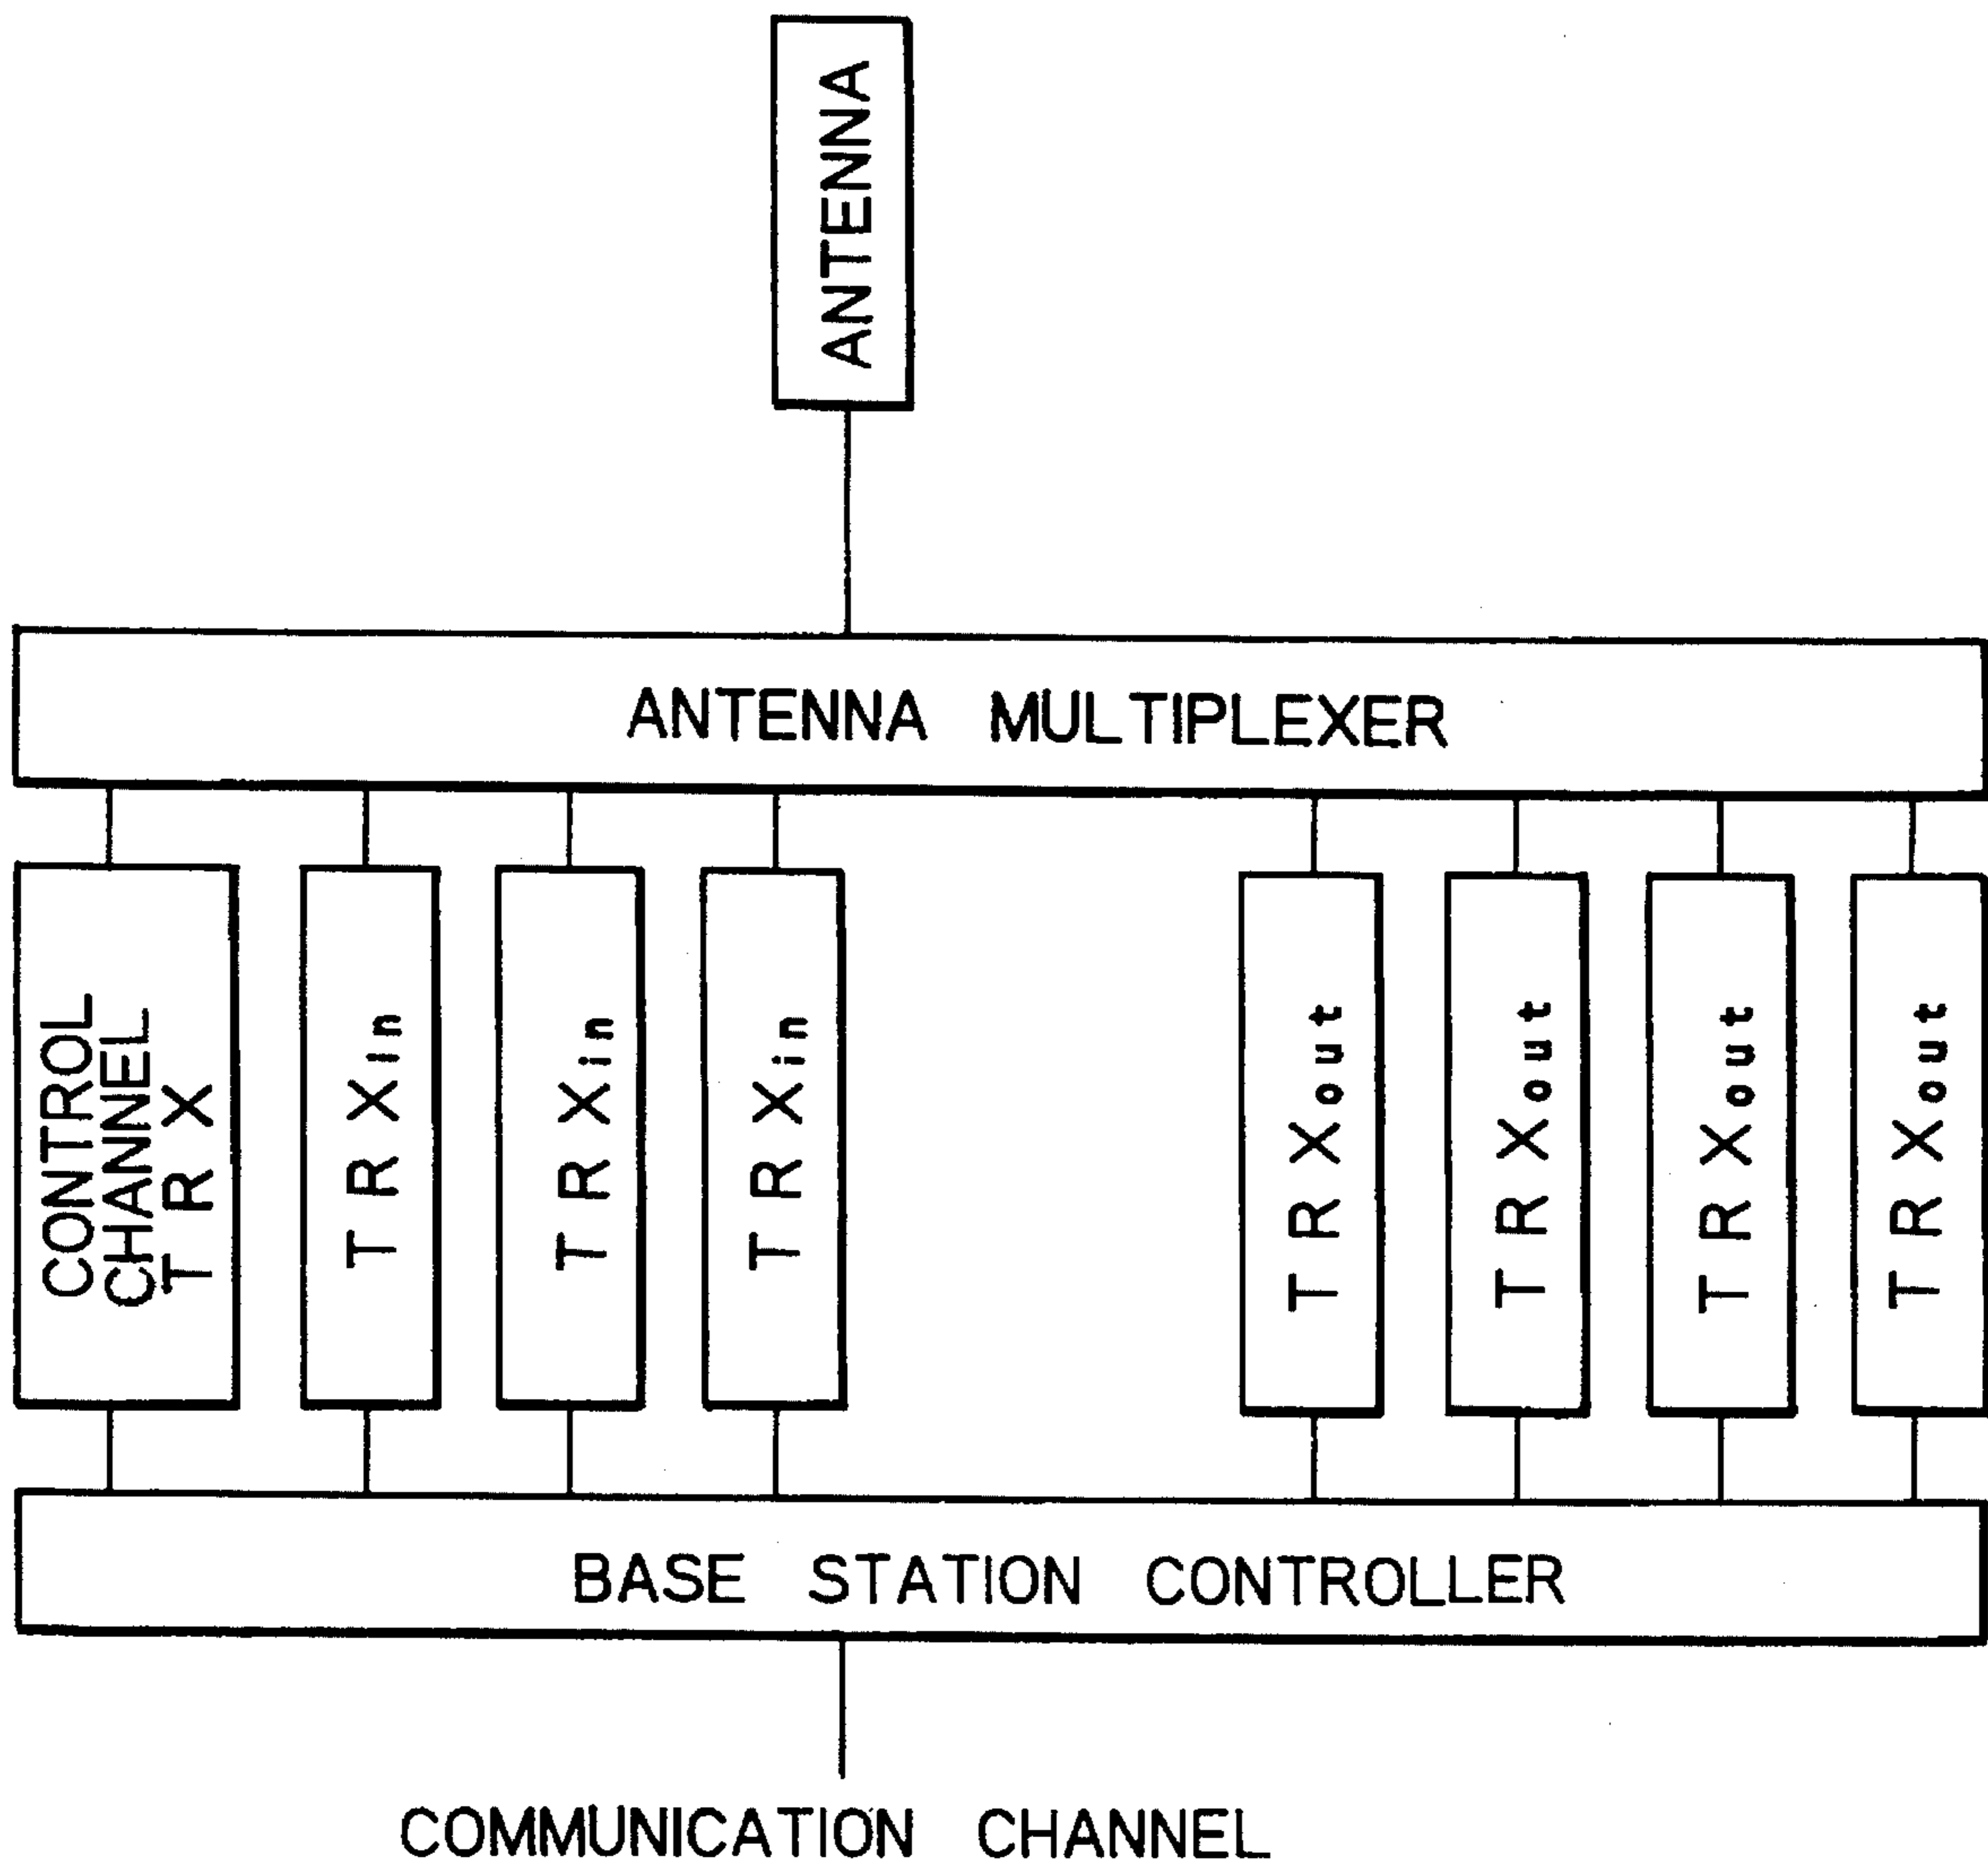 ANTENNA
ANTENNA MULTIPLEXER
CONTROL
CHANNEL
TRX
TRXin
TRXin
TRXin
TRXout
TRXout
TRXout
TRXout
BASE STATION CONTROLLER
COMMUNICATION CHANNEL